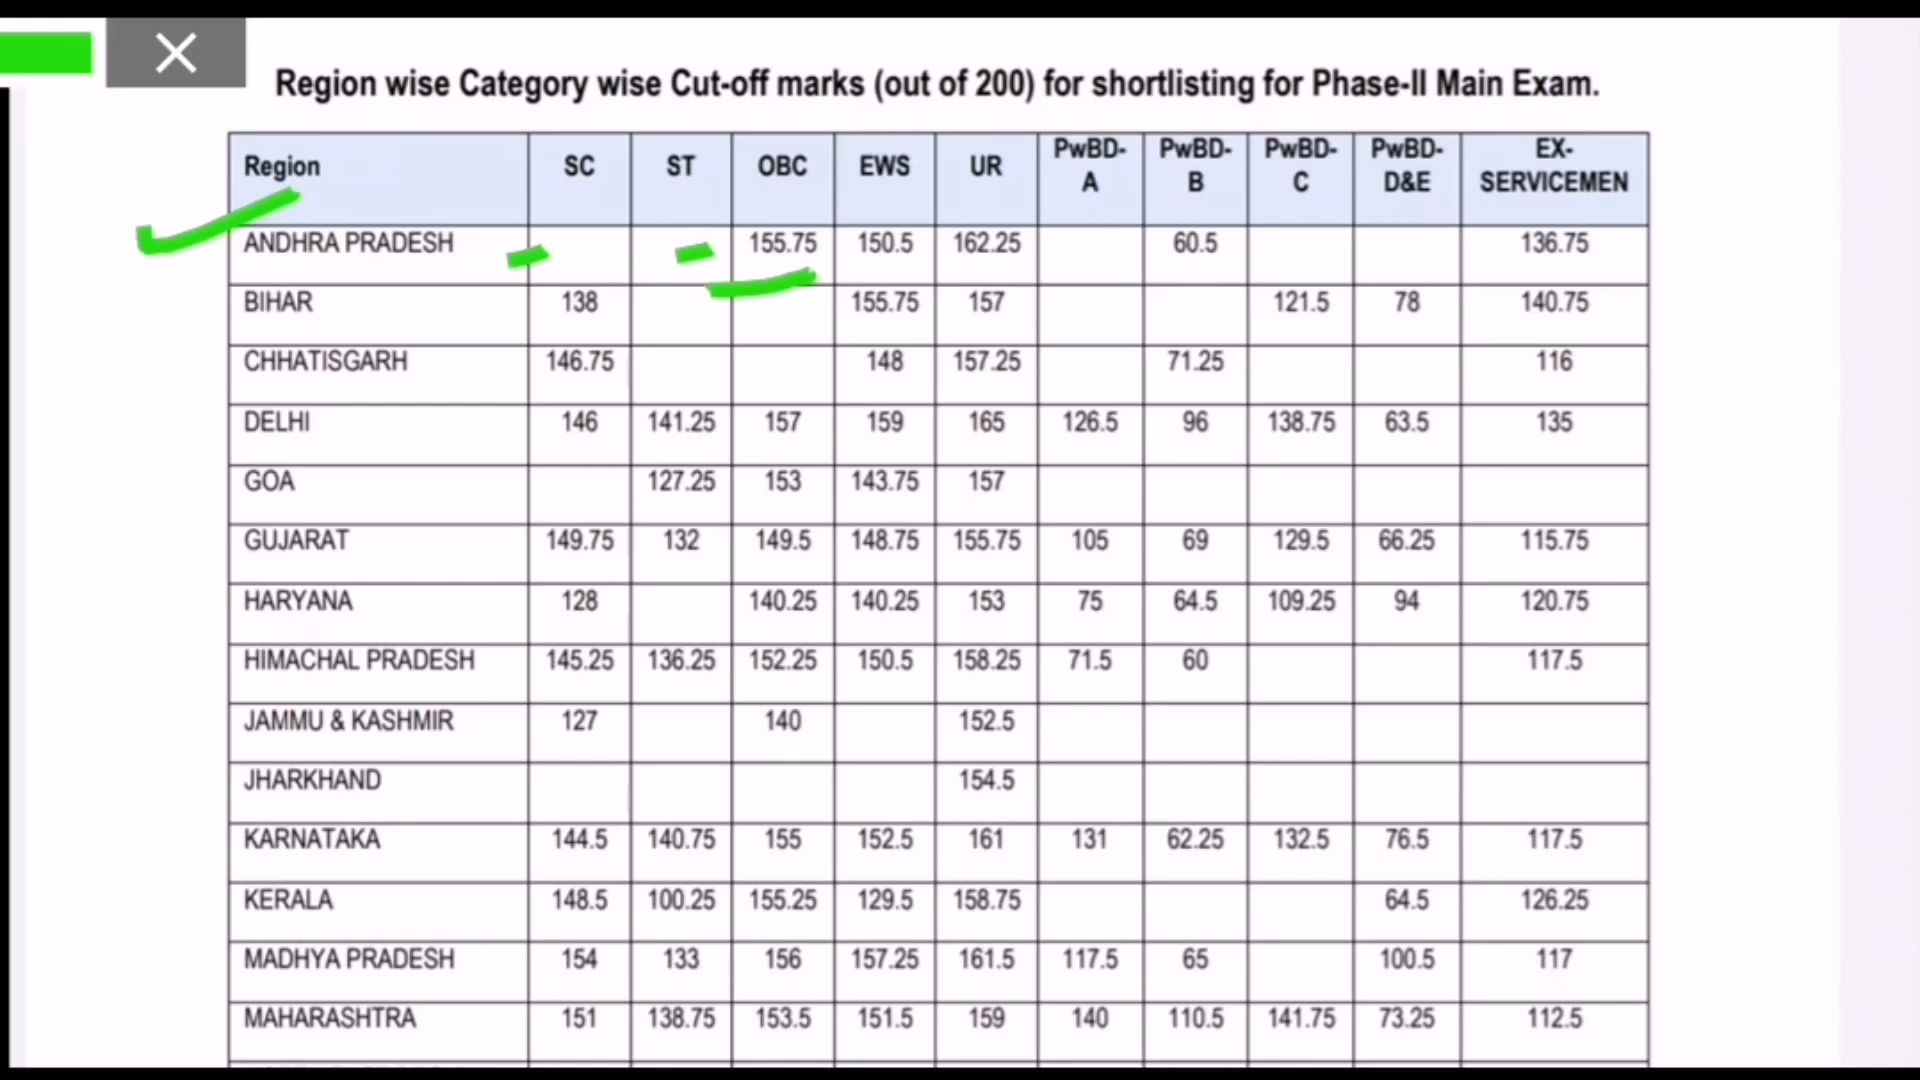 Region wise Category wise Cut-off marks (out of 200) for shortlisting for Phase-II Main Exam.
Region SC ST OBC EWS UR PwBD-A PwBD-B PwBD-C PwBD-D&E EX-SERVICEMEN
ANDHRA PRADESH 155.75 150.5 162.25 60.5 136.75
BIHAR 138 155.75 157 121.5 78 140.75
CHHATISGARH 146.75 148 157.25 71.25 116
DELHI 146 141.25 157 159 165 126.5 96 138.75 63.5 135
GOA 127.25 153 143.75 157
GUJARAT 149.75 132 149.5 148.75 155.75 105 69 129.5 66.25 115.75
HARYANA 128 140.25 140.25 153 75 64.5 109.25 94 120.75
HIMACHAL PRADESH 145.25 136.25 152.25 150.5 158.25 71.5 60 117.5
JAMMU & KASHMIR 127 140 152.5
JHARKHAND 154.5
KARNATAKA 144.5 140.75 155 152.5 161 131 62.25 132.5 76.5 117.5
KERALA 148.5 100.25 155.25 129.5 158.75 64.5 126.25
MADHYA PRADESH 154 133 156 157.25 161.5 117.5 65 100.5 117
MAHARASHTRA 151 138.75 153.5 151.5 159 140 110.5 141.75 73.25 112.5